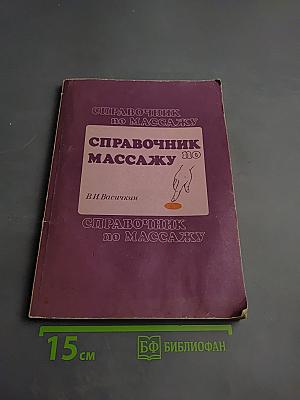 СПРАВОЧНИК
по МАССАЖУ
СПРАВОЧНИК
по
МАССАЖУ
В.И.Васичкин
СПРАВОЧНИК
по МАССАЖУ
15 см
БФ БИБЛИОФАН